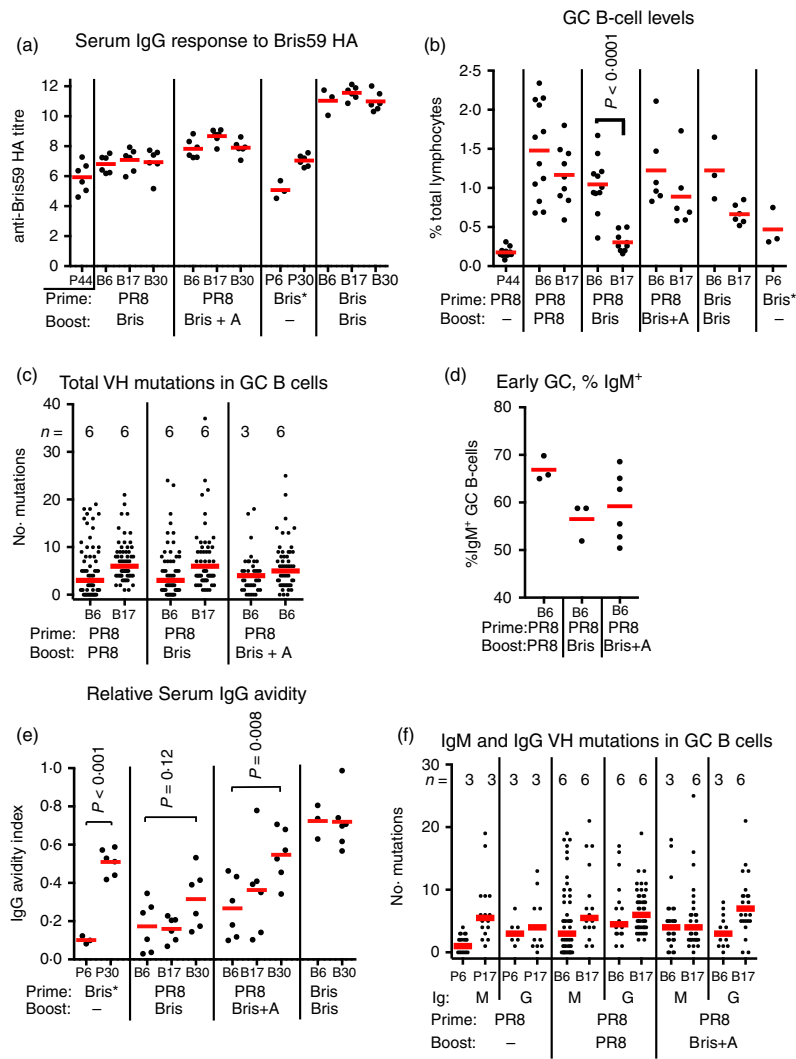 (a) Serum IgG response to Bris59 HA
anti-Bris59 HA titre
12
10
8
6
4
2
0
P44 B6 B17 B30 B6 B17 B30 P6 P30 B6 B17 B30
Prime: PR8 PR8 Bris* Bris
Boost: Bris Bris + A – Bris
(b) GC B-cell levels
P < 0·0001
% total lymphocytes
2·5
2·0
1·5
1·0
0·5
0·0
P44 B6 B17 B6 B17 B6 B17 B6 B17 P6
Prime: PR8 PR8 PR8 PR8 Bris Bris*
Boost: – PR8 Bris Bris+A Bris –
(c) Total VH mutations in GC B cells
n = 6 6 6 6 3 6
No· mutations
40
30
20
10
0
B6 B17 B6 B17 B6 B6
Prime: PR8 PR8 PR8
Boost: PR8 Bris Bris + A
(d) Early GC, % IgM+
%IgM+ GC B-cells
80
70
60
50
40
B6 B6 B6
Prime: PR8 PR8 PR8
Boost: PR8 Bris Bris+A
(e) Relative Serum IgG avidity
P < 0·001 P = 0·12 P = 0·008
IgG avidity index
1·0
0·8
0·6
0·4
0·2
0·0
P6 P30 B6 B17 B30 B6 B17 B30 B6 B30
Prime: Bris* PR8 PR8 Bris
Boost: – Bris Bris+A Bris
(f) IgM and IgG VH mutations in GC B cells
n = 3 3 3 3 6 6 6 6 3 6 3 6
No· mutations
30
20
10
0
P6 P17 P6 P17 B6 B17 B6 B17 B6 B17 B6 B17
Ig: M G M G M G
Prime: PR8 PR8 PR8
Boost: – PR8 Bris+A